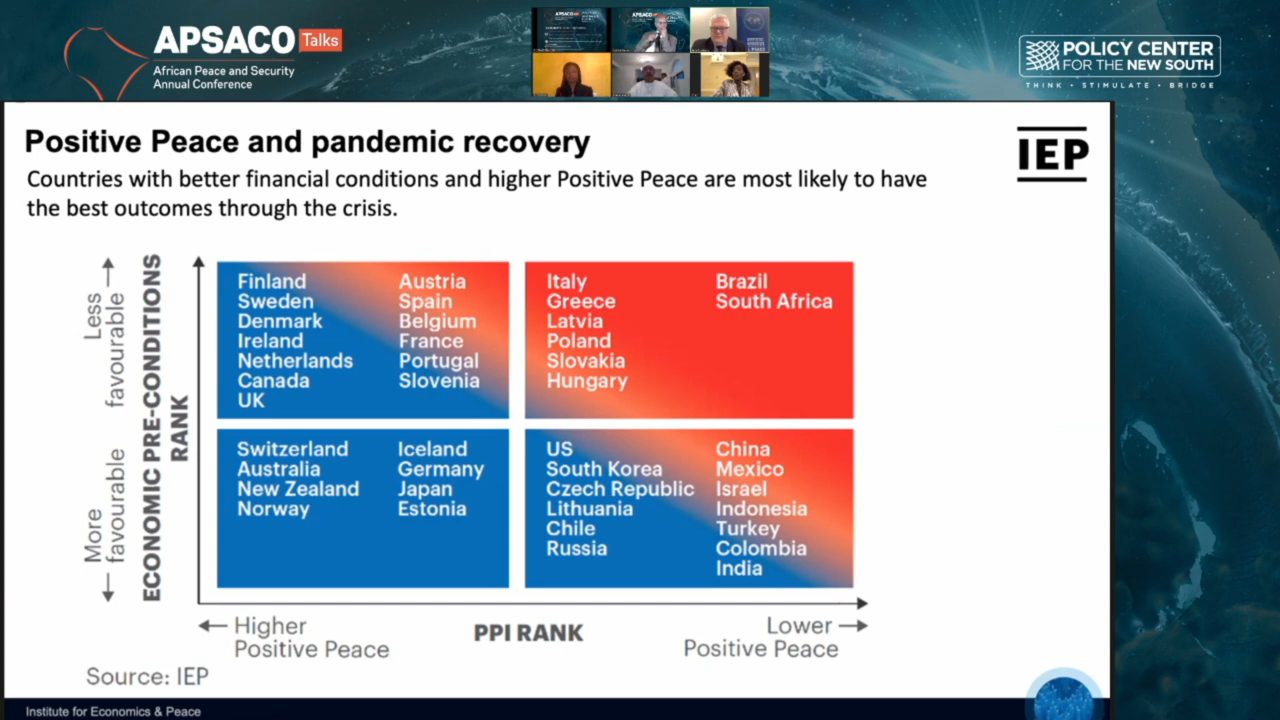 APSACO Talks
African Peace and Security
Annual Conference
POLICY CENTER
FOR THE NEW SOUTH
THINK • STIMULATE • BRIDGE
Positive Peace and pandemic recovery
IEP
Countries with better financial conditions and higher Positive Peace are most likely to have
the best outcomes through the crisis.
Less
favourable
More
favourable
ECONOMIC PRE-CONDITIONS
RANK
Finland
Sweden
Denmark
Ireland
Netherlands
Canada
UK
Austria
Spain
Belgium
France
Portugal
Slovenia
Italy
Greece
Latvia
Poland
Slovakia
Hungary
Brazil
South Africa
Switzerland
Australia
New Zealand
Norway
Iceland
Germany
Japan
Estonia
US
South Korea
Czech Republic
Lithuania
Chile
Russia
China
Mexico
Israel
Indonesia
Turkey
Colombia
India
Higher
Positive Peace
PPI RANK
Lower
Positive Peace
Source: IEP
Institute for Economics & Peace